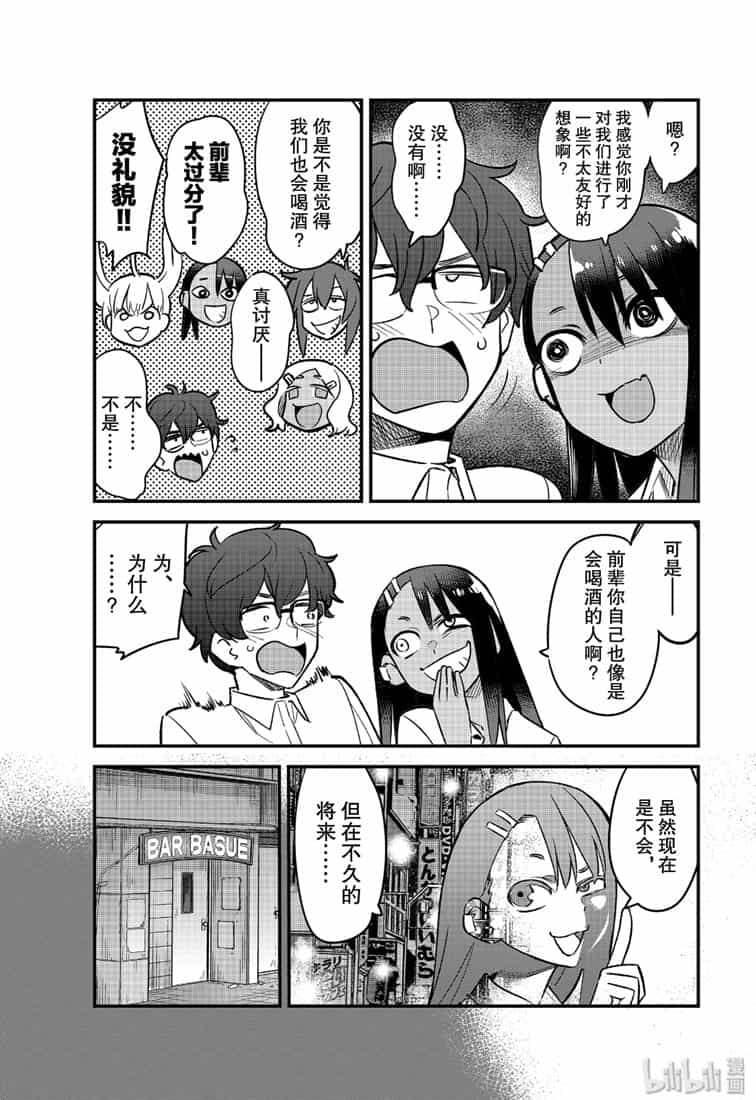 嗯？
我感觉你刚才
对我们进行了
一些不太友好的
想象啊？
没……
没有啊……
你是不是觉得
我们也会喝酒？
前辈
太过分了！
没礼貌!!
真讨厌——
不……
不是……
可是——
前辈你自己也像是
会喝酒的人啊？
为、
为什么
……？
虽然现在
是不会，
但在不久的
将来……
DVD
BAR BASUE
bilibili
漫画